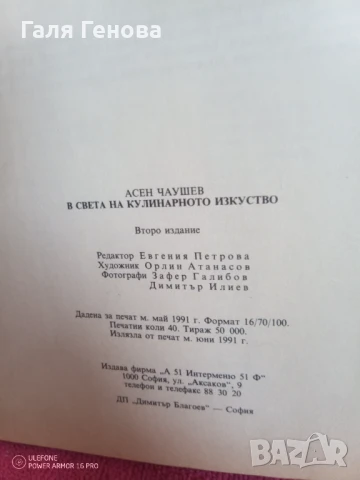 Галя Генова
АСЕН ЧАУШЕВ
В СВЕТА НА КУЛИНАРНОТО ИЗКУСТВО
Второ издание
Редактор Евгения Петрова
Художник Орлин Атанасов
Фотографи Зафер Галибов
Димитър Илиев
Дадена за печат м. май 1991 г. Формат 16/70/100.
Печатни коли 40. Тираж 50 000.
Излязла от печат м. юни 1991 г.
Издава фирма „А 51 Интермензо 51 Ф“
1000 София, ул. „Аксаков“, 9
телефон и телефакс 88 30 20
ДП „Димитър Благоев“ — София
ULEFONE
POWER ARMOR 16 PRO
BAZAR